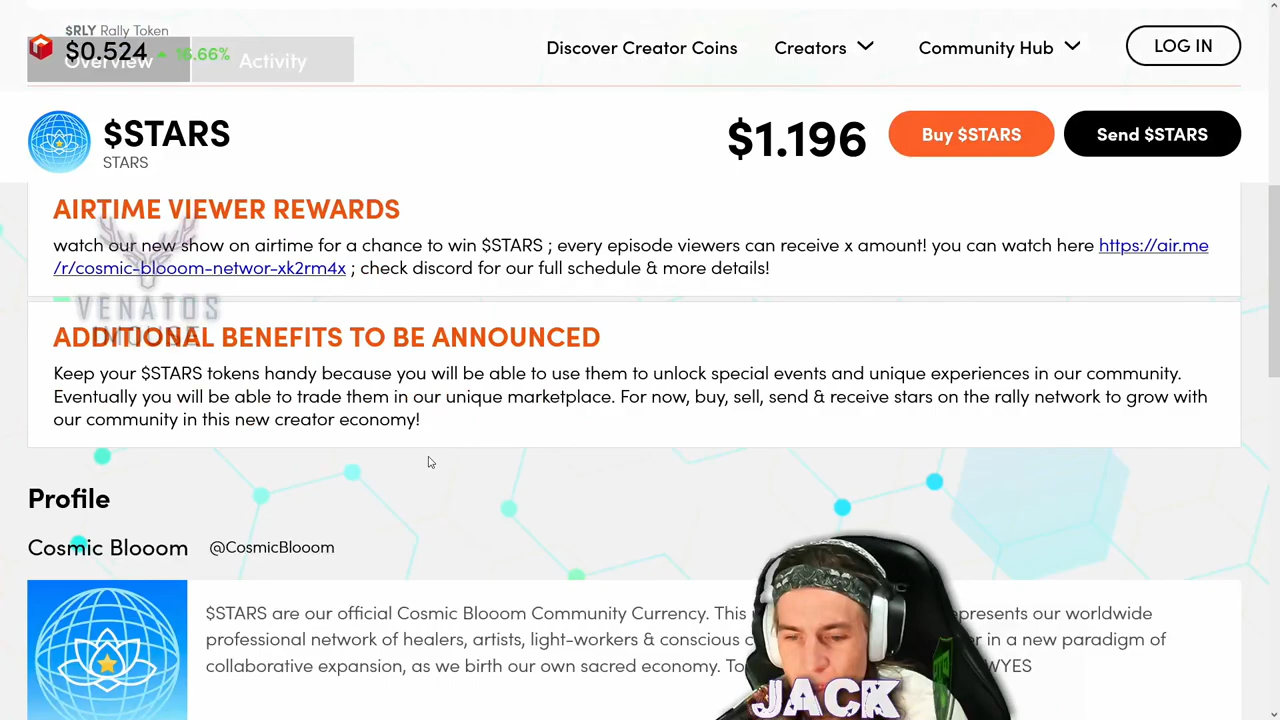 $RLY Rally Token
$0.524 16.66%
Overview
Activity
Discover Creator Coins
Creators
Community Hub
LOG IN
$STARS
STARS
$1.196
Buy $STARS
Send $STARS
AIRTIME VIEWER REWARDS
watch our new show on airtime for a chance to win $STARS ; every episode viewers can receive x amount! you can watch here https://air.me
/r/cosmic-blooom-networ-xk2rm4x ; check discord for our full schedule & more details!
VENATOS
ADDITIONAL BENEFITS TO BE ANNOUNCED
Keep your $STARS tokens handy because you will be able to use them to unlock special events and unique experiences in our community.
Eventually you will be able to trade them in our unique marketplace. For now, buy, sell, send & receive stars on the rally network to grow with
our community in this new creator economy!
Profile
Cosmic Blooom @CosmicBlooom
$STARS are our official Cosmic Blooom Community Currency. This epresents our worldwide
professional network of healers, artists, light-workers & conscious c or in a new paradigm of
collaborative expansion, as we birth our own sacred economy. To WYES
JACK